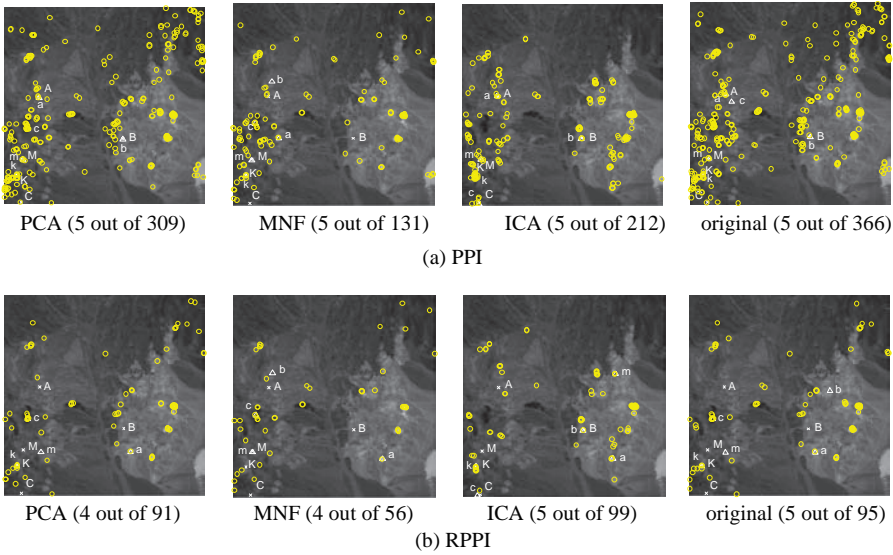 A
a
c
B
b
m
M
k
K
k
C
PCA (5 out of 309)
b
A
c
a
B
m
M
k
K
C
MNF (5 out of 131)
a
A
b
B
m
M
K
k
c
C
ICA (5 out of 212)
a
A
c
B
b
m
M
k
K
k
C
original (5 out of 366)
(a) PPI
A
c
B
M
m
k
K
C
PCA (4 out of 91)
b
A
c
B
m
M
a
k
K
C
MNF (4 out of 56)
m
A
b
B
M
a
k
K
c
C
ICA (5 out of 99)
A
b
c
B
M
m
a
k
K
C
original (5 out of 95)
(b) RPPI